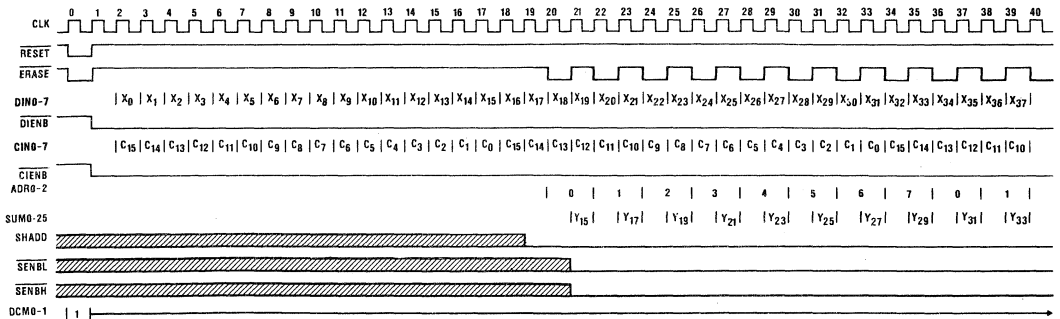 0 1 2 3 4 5 6 7 8 9 10 11 12 13 14 15 16 17 18 19 20 21 22 23 24 25 26 27 28 29 30 31 32 33 34 35 36 37 38 39 40
CLK
RESET
ERASE
DIN0-7 | X0 | X1 | X2 | X3 | X4 | X5 | X6 | X7 | X8 | X9 | X10 | X11 | X12 | X13 | X14 | X15 | X16 | X17 | X18 | X19 | X20 | X21 | X22 | X23 | X24 | X25 | X26 | X27 | X28 | X29 | X30 | X31 | X32 | X33 | X34 | X35 | X36 | X37 |
DIENB
CIN0-7 | C15 | C14 | C13 | C12 | C11 | C10 | C9 | C8 | C7 | C6 | C5 | C4 | C3 | C2 | C1 | C0 | C15 | C14 | C13 | C12 | C11 | C10 | C9 | C8 | C7 | C6 | C5 | C4 | C3 | C2 | C1 | C0 | C15 | C14 | C13 | C12 | C11 | C10 |
CIENB
ADR0-2 | 0 | 1 | 2 | 3 | 4 | 5 | 6 | 7 | 0 | 1 |
SUM0-25 | Y15 | | Y17 | | Y19 | | Y21 | | Y23 | | Y25 | | Y27 | | Y29 | | Y31 | | Y33 |
SHADD
SENBL
SENBH
DCM0-1 | 1 |